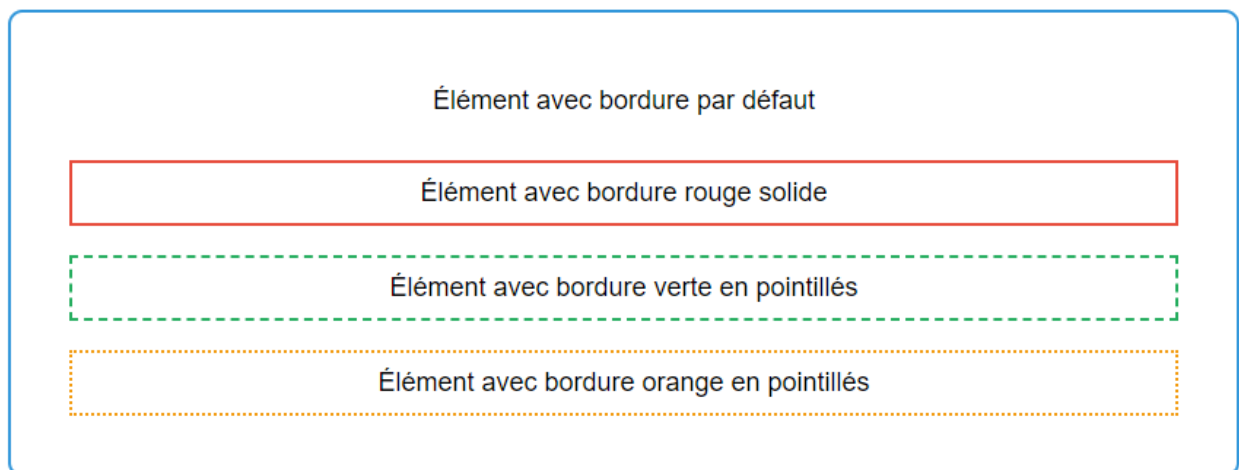 Élément avec bordure par défaut
Élément avec bordure rouge solide
Élément avec bordure verte en pointillés
Élément avec bordure orange en pointillés